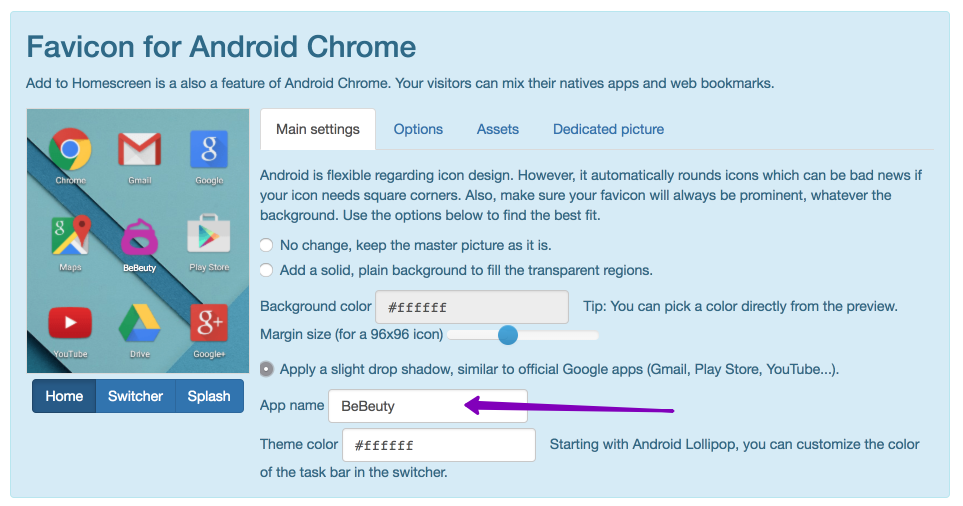 Favicon for Android Chrome
Add to Homescreen is a also a feature of Android Chrome. Your visitors can mix their natives apps and web bookmarks.
Chrome
Gmail
8
Google
g
Maps
BeBeuty
Play Store
YouTube
Drive
g+
Google+
Home
Switcher
Splash
Main settings
Options
Assets
Dedicated picture
Android is flexible regarding icon design. However, it automatically rounds icons which can be bad news if
your icon needs square corners. Also, make sure your favicon will always be prominent, whatever the
background. Use the options below to find the best fit.
No change, keep the master picture as it is.
Add a solid, plain background to fill the transparent regions.
Background color #ffffff Tip: You can pick a color directly from the preview.
Margin size (for a 96x96 icon)
Apply a slight drop shadow, similar to official Google apps (Gmail, Play Store, YouTube...).
App name BeBeuty
Theme color #ffffff Starting with Android Lollipop, you can customize the color
of the task bar in the switcher.